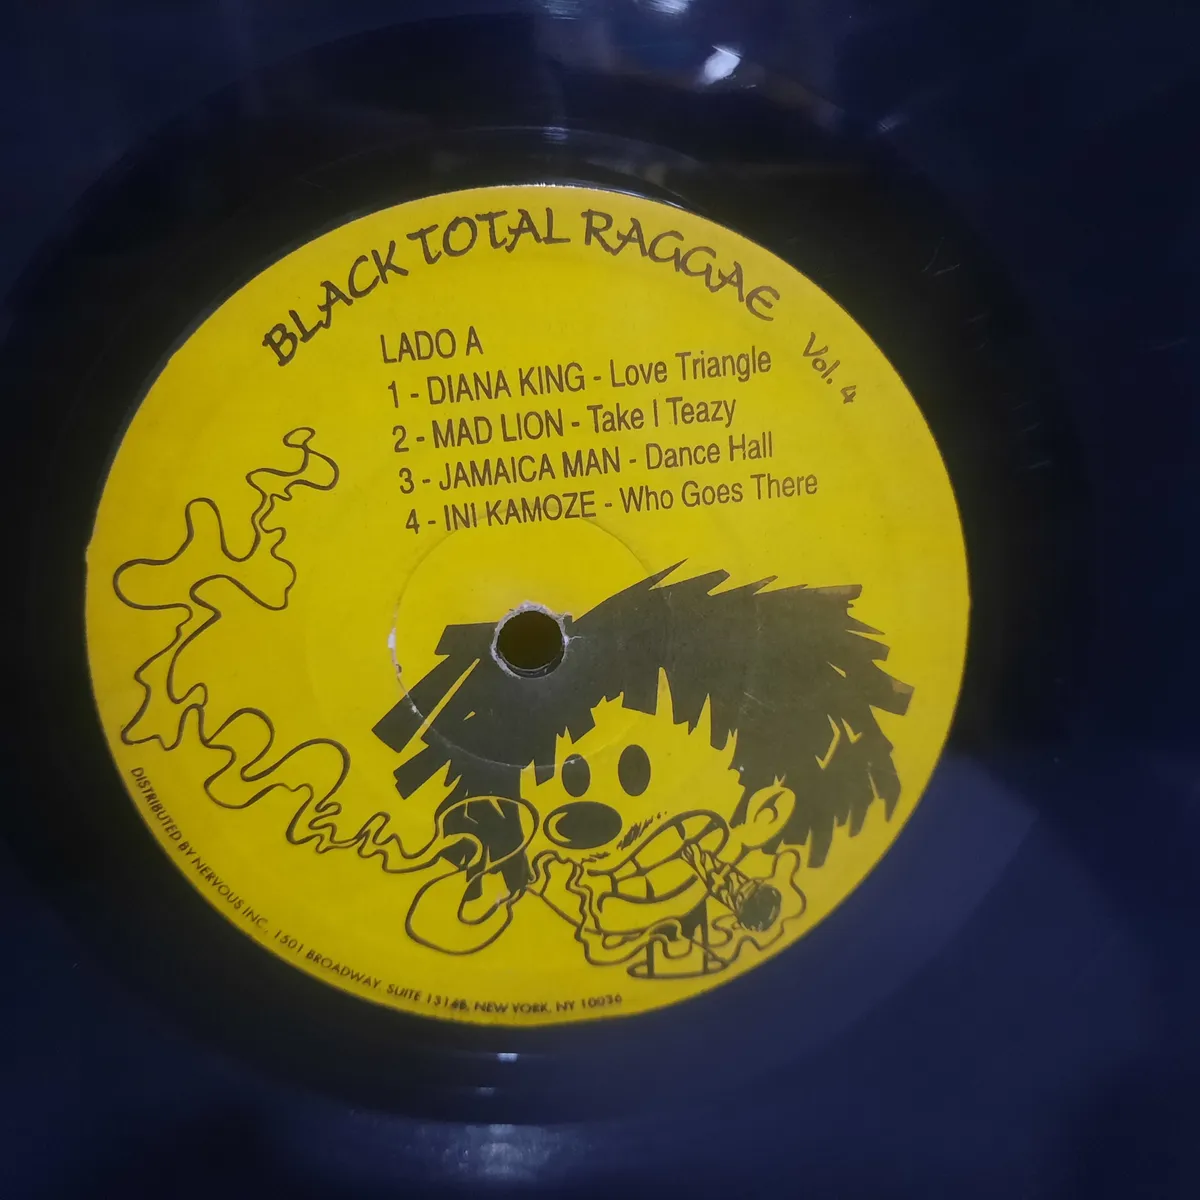 BLACK TOTAL RAGGAE Vol. 4
LADO A
1 - DIANA KING - Love Triangle
2 - MAD LION - Take I Teazy
3 - JAMAICA MAN - Dance Hall
4 - INI KAMOZE - Who Goes There
DISTRIBUTED BY NERVOUS INC., 1501 BROADWAY, SUITE 1314B, NEW YORK, NY 10036